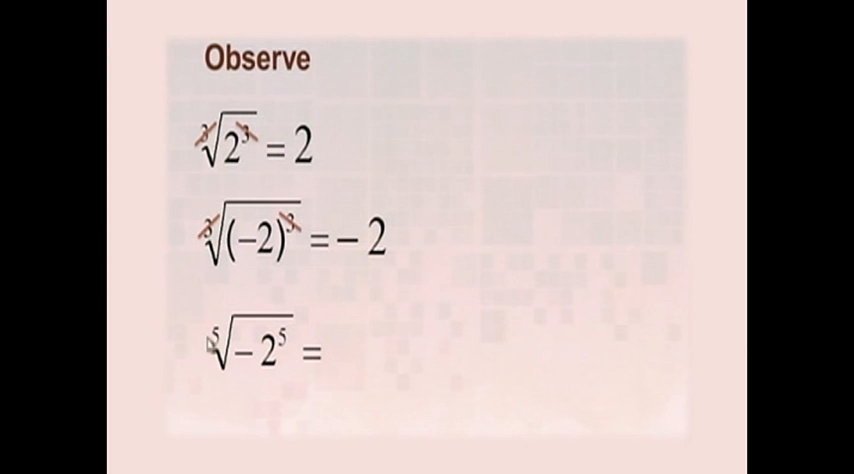 Observe
∛2³ = 2
∛(−2)³ = − 2
⁵√−2⁵ =